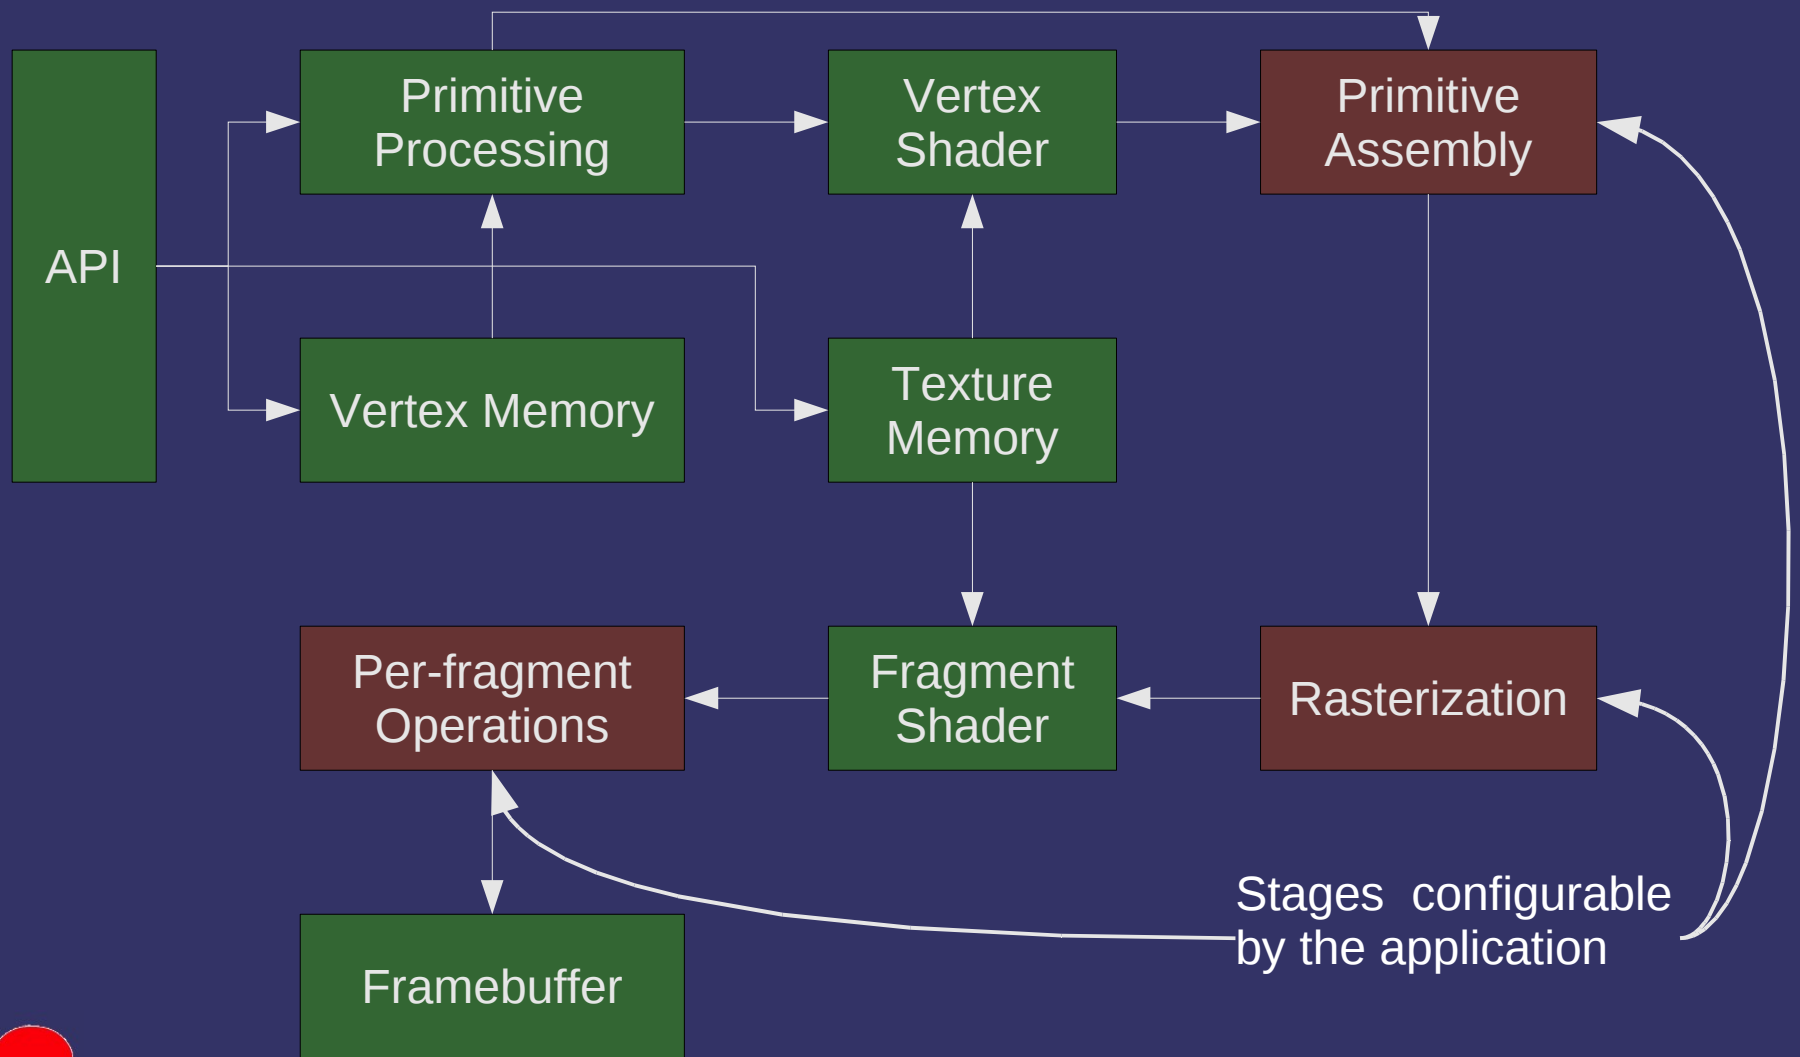 Primitive
Processing
Vertex
Shader
Primitive
Assembly
API
Vertex Memory
Texture
Memory
Per-fragment
Operations
Fragment
Shader
Rasterization
Stages  configurable
by the application
Framebuffer